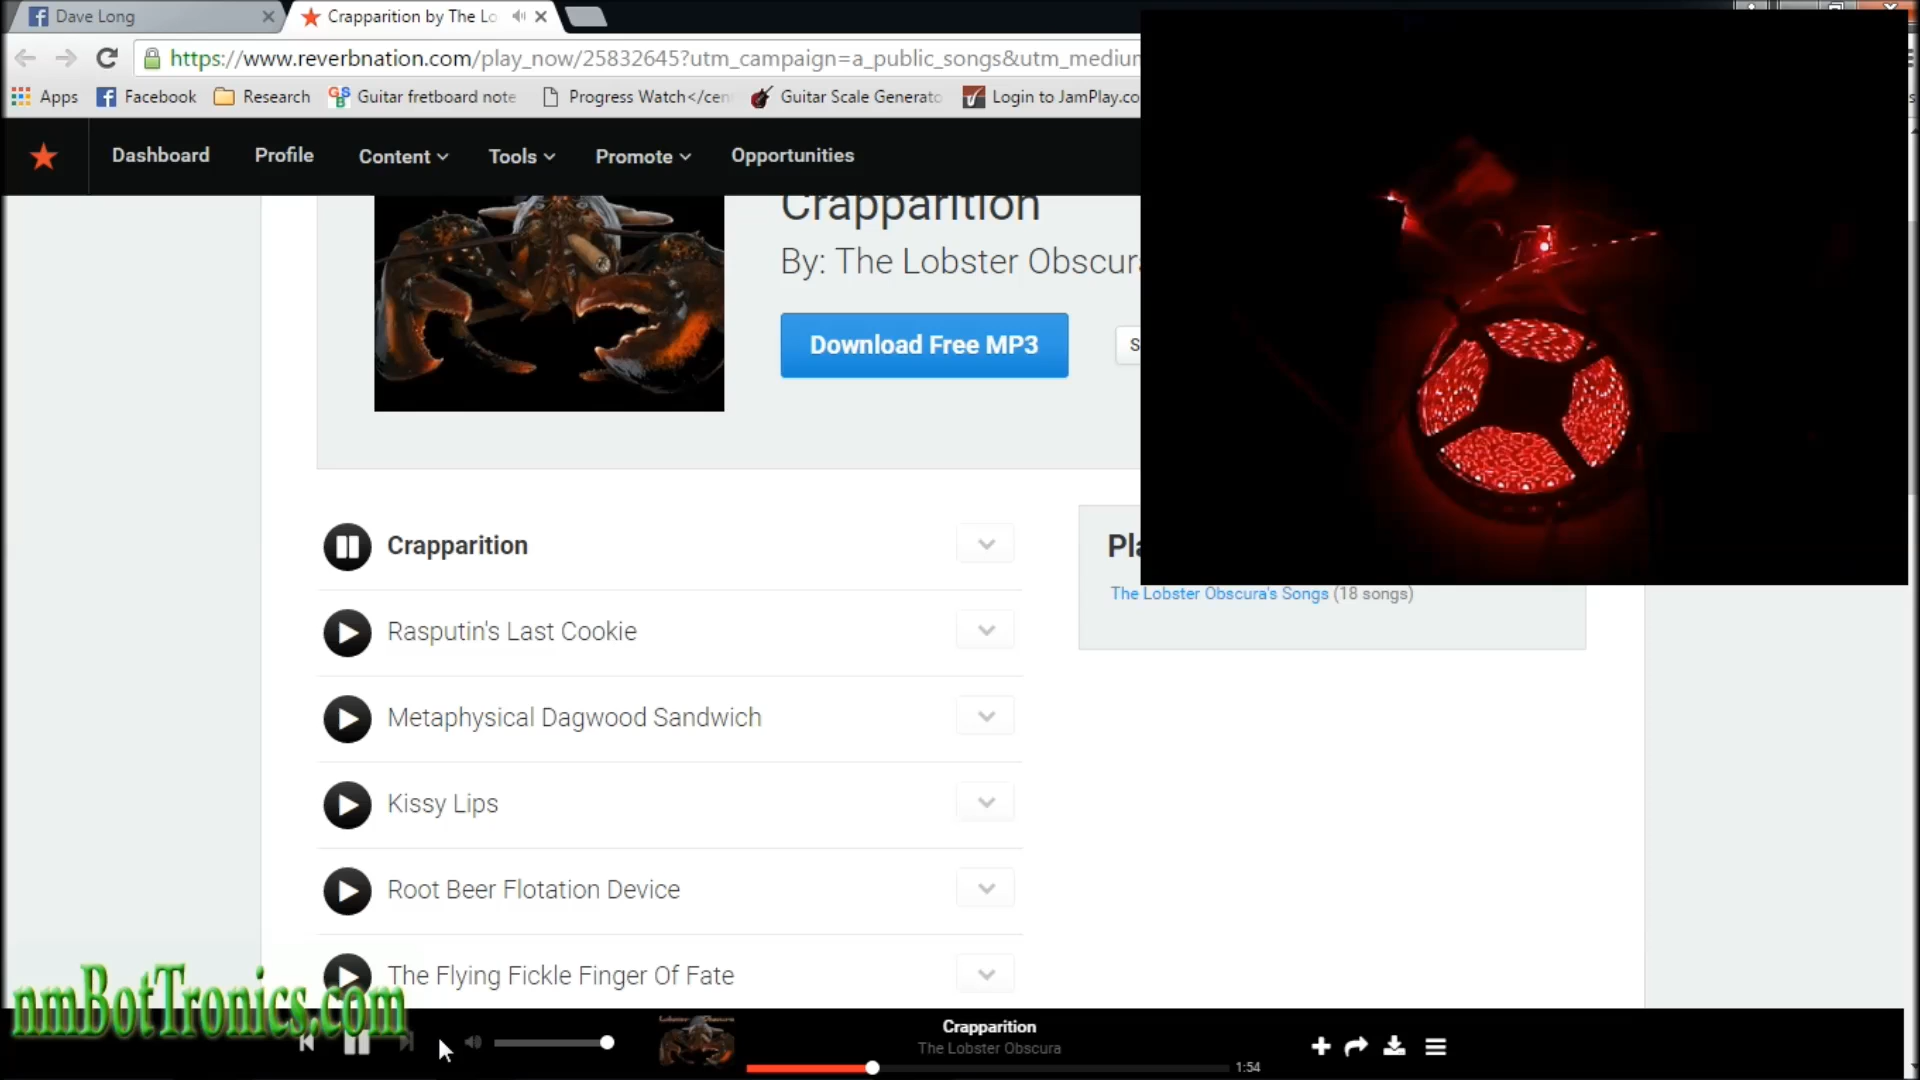 Dave Long
Crapparition by The Lo
https://www.reverbnation.com/play_now/25832645?utm_campaign=a_public_songs&utm_medium
Apps
Facebook
Research
Guitar fretboard note
Progress Watch</cen
Guitar Scale Generato
Login to JamPlay.co
Dashboard
Profile
Content
Tools
Promote
Opportunities
Crapparition
By: The Lobster Obscura
Download Free MP3
S
Crapparition
Pla
The Lobster Obscura's Songs (18 songs)
Rasputin's Last Cookie
Metaphysical Dagwood Sandwich
Kissy Lips
Root Beer Flotation Device
The Flying Fickle Finger Of Fate
nmBotTronics.com
Crapparition
The Lobster Obscura
1:54